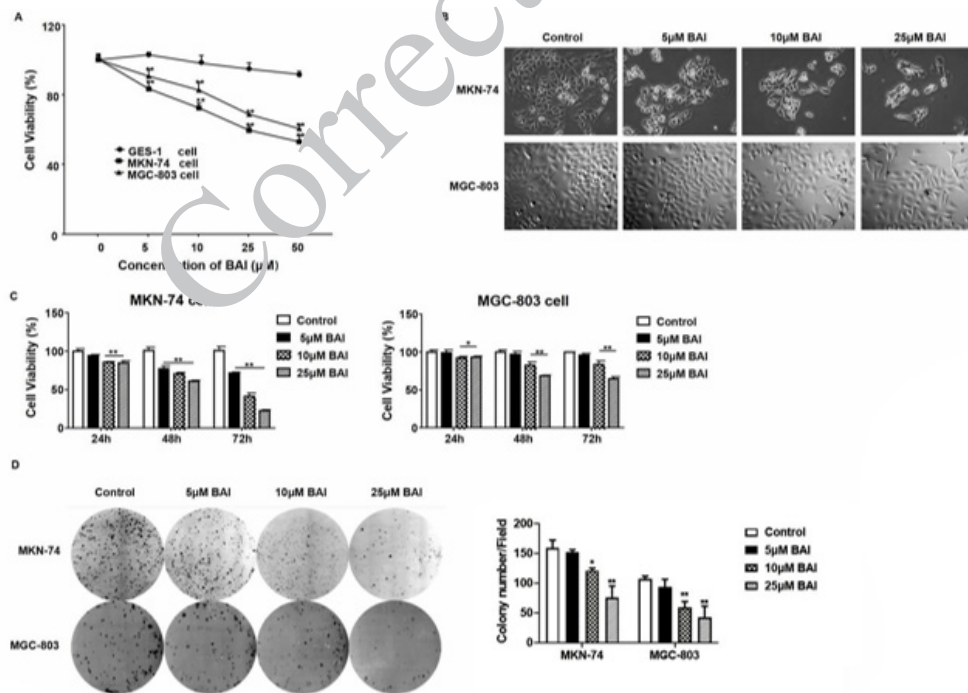 A
Cell Viability (%)
120
80
40
0
GES-1 cell
MKN-74 cell
MGC-803 cell
0 5 10 25 50
Concentration of BAI (µM)
Correct
B
Control 5µM BAI 10µM BAI 25µM BAI
MKN-74
MGC-803
C
MKN-74
Cell Viability (%)
150
100
50
0
** ** **
24h 48h 72h
Control
5µM BAI
10µM BAI
25µM BAI
MGC-803 cell
Cell Viability (%)
150
100
50
0
* ** **
24h 48h 72h
Control
5µM BAI
10µM BAI
25µM BAI
D
Control 5µM BAI 10µM BAI 25µM BAI
MKN-74
MGC-803
Colony number/Field
200
150
100
50
0
* ** ** **
MKN-74 MGC-803
Control
5µM BAI
10µM BAI
25µM BAI